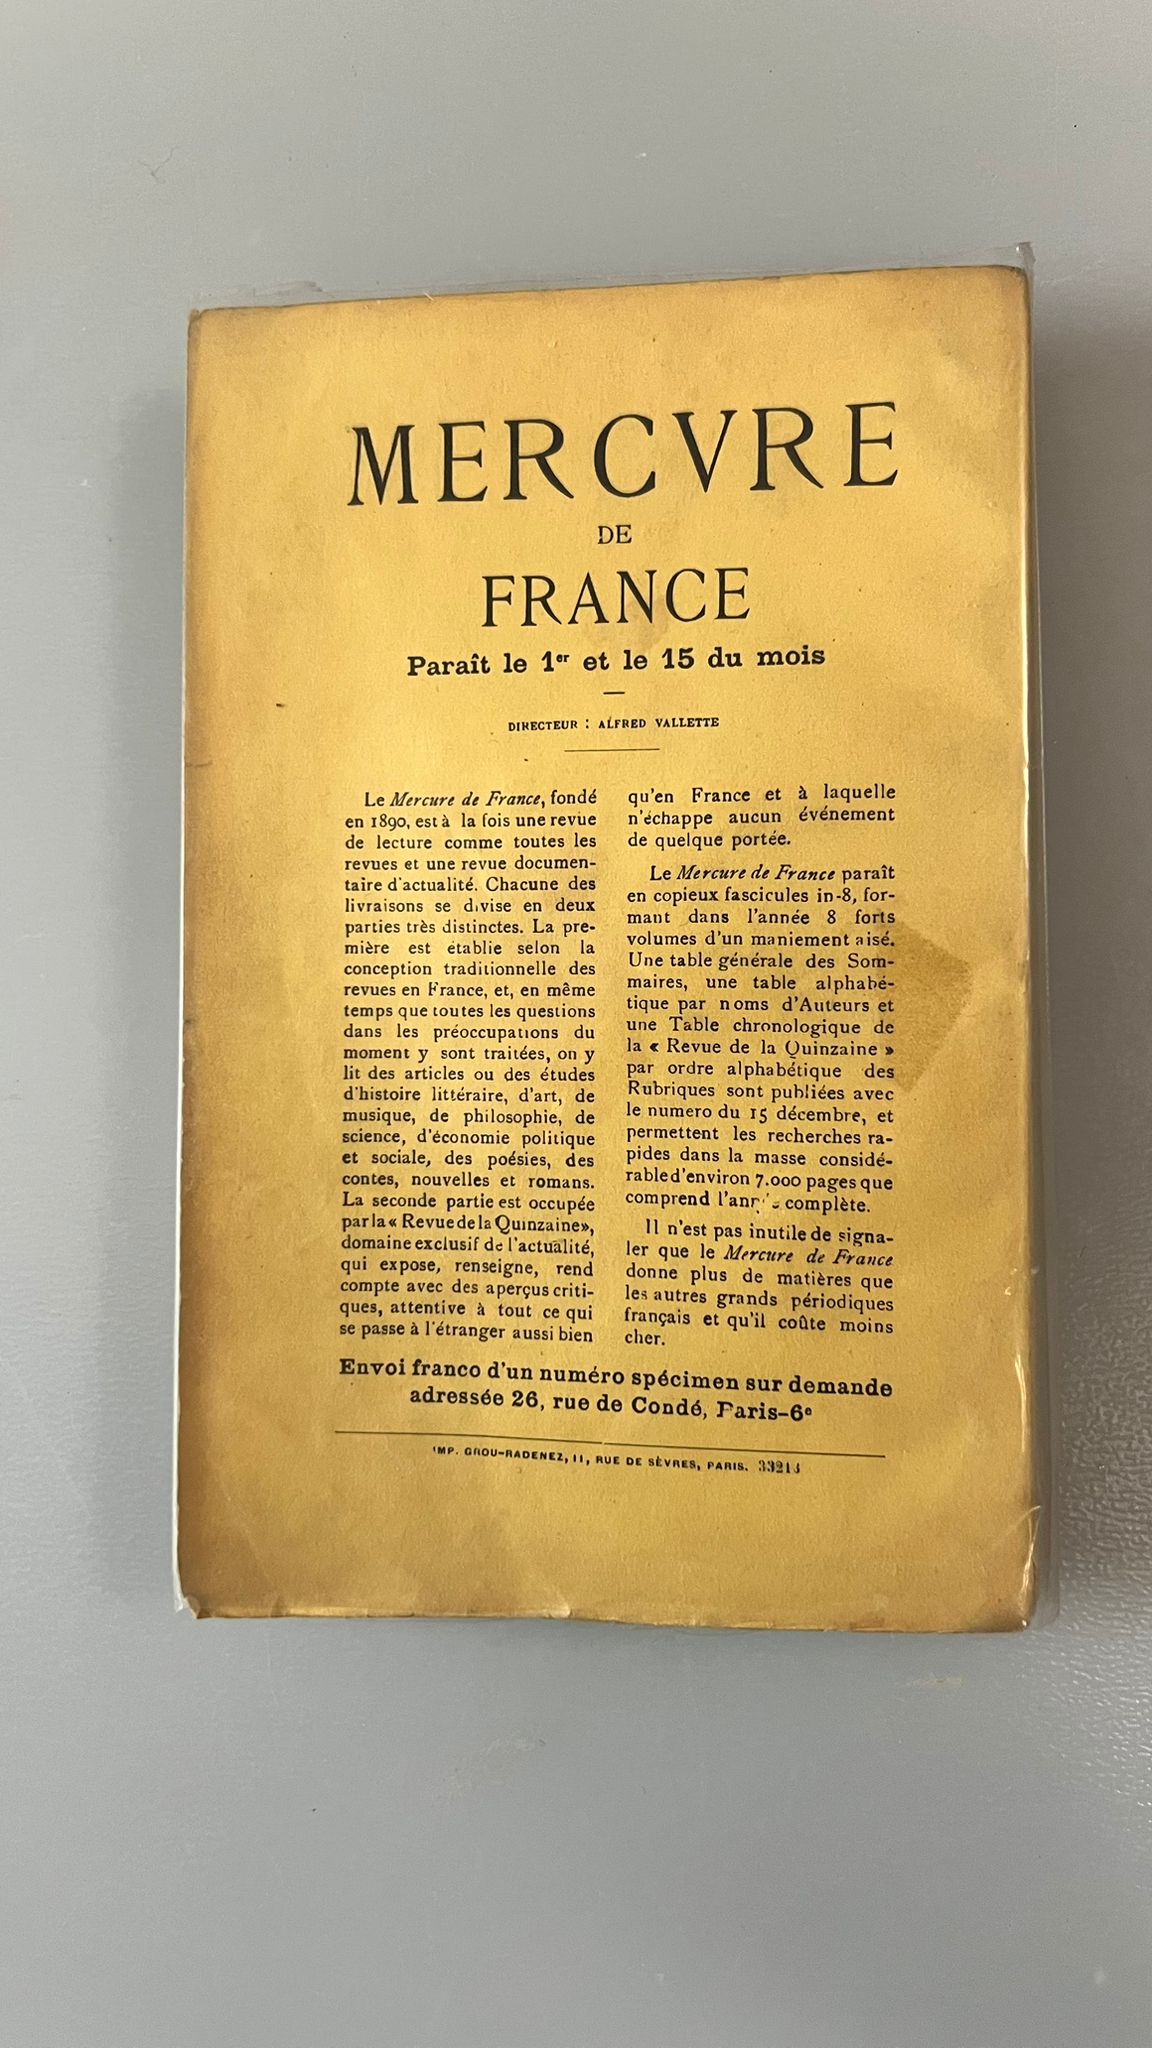 MERCVRE
DE
FRANCE
Paraît le 1er et le 15 du mois
DIRECTEUR : ALFRED VALLETTE
Le Mercure de France, fondé
en 1890, est à la fois une revue
de lecture comme toutes les
revues et une revue documen-
taire d'actualité. Chacune des
livraisons se divise en deux
parties très distinctes. La pre-
mière est établie selon la
conception traditionnelle des
revues en France, et, en même
temps que toutes les questions
dans les préoccupations du
moment y sont traitées, on y
lit des articles ou des études
d'histoire littéraire, d'art, de
musique, de philosophie, de
science, d'économie politique
et sociale, des poésies, des
contes, nouvelles et romans.
La seconde partie est occupée
par la « Revue de la Quinzaine »,
domaine exclusif de l'actualité,
qui expose, renseigne, rend
compte avec des aperçus criti-
ques, attentive à tout ce qui
se passe à l'étranger aussi bien
qu'en France et à laquelle
n'échappe aucun événement
de quelque portée.
Le Mercure de France paraît
en copieux fascicules in-8, for-
mant dans l'année 8 forts
volumes d'un maniement aisé.
Une table générale des Som-
maires, une table alphabé-
tique par noms d'Auteurs et
une Table chronologique de
la « Revue de la Quinzaine »
par ordre alphabétique des
Rubriques sont publiées avec
le numero du 15 décembre, et
permettent les recherches ra-
pides dans la masse considé-
rable d'environ 7.000 pages que
comprend l'année complète.
Il n'est pas inutile de signa-
ler que le Mercure de France
donne plus de matières que
les autres grands périodiques
français et qu'il coûte moins
cher.
Envoi franco d'un numéro spécimen sur demande
adressée 26, rue de Condé, Paris-6e
IMP. GROU-RADENEZ, 11, RUE DE SÈVRES, PARIS.